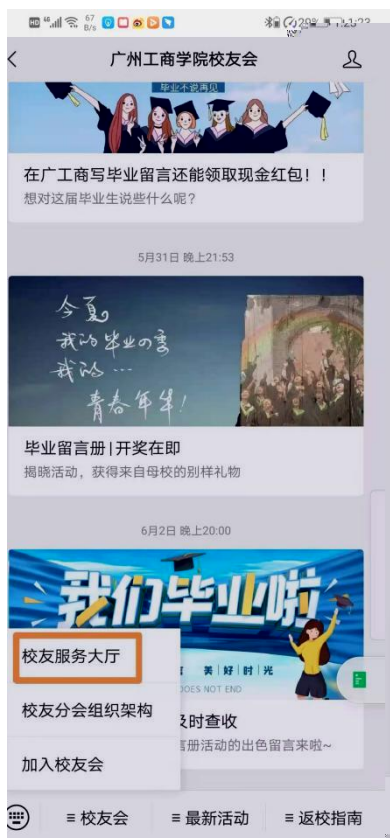 67
B/s
29%
广州工商学院校友会
毕业不说再见
在广工商写毕业留言还能领取现金红包！！
想对这届毕业生说些什么呢？
5月31日 晚上21:53
今夏
我的毕业の季
我的…
青春年华!
毕业留言册|开奖在即
揭晓活动，获得来自母校的别样礼物
6月2日 晚上20:00
我们毕业啦
美|好|时|光
DOES NOT END
校友服务大厅
及时查收
校友分会组织架构
言册活动的出色留言来啦~
加入校友会
≡ 校友会
≡ 最新活动
≡ 返校指南